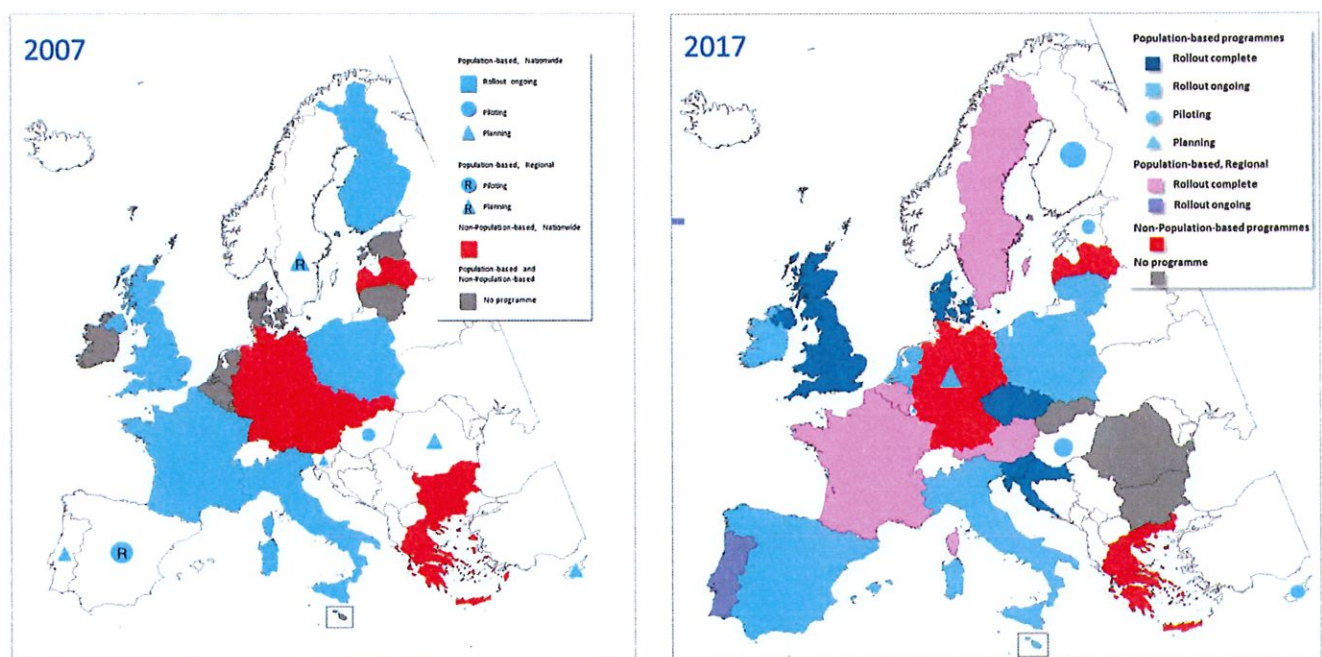 2007
Population-based, Nationwide
Rollout ongoing
Piloting
Planning
Population-based, Regional
R Piloting
R Planning
Non-Population-based, Nationwide
Population-based and
Non-Population-based
No programme
R
R
2017
Population-based programmes
Rollout complete
Rollout ongoing
Piloting
Planning
Population-based, Regional
Rollout complete
Rollout ongoing
Non-Population-based programmes
No programme